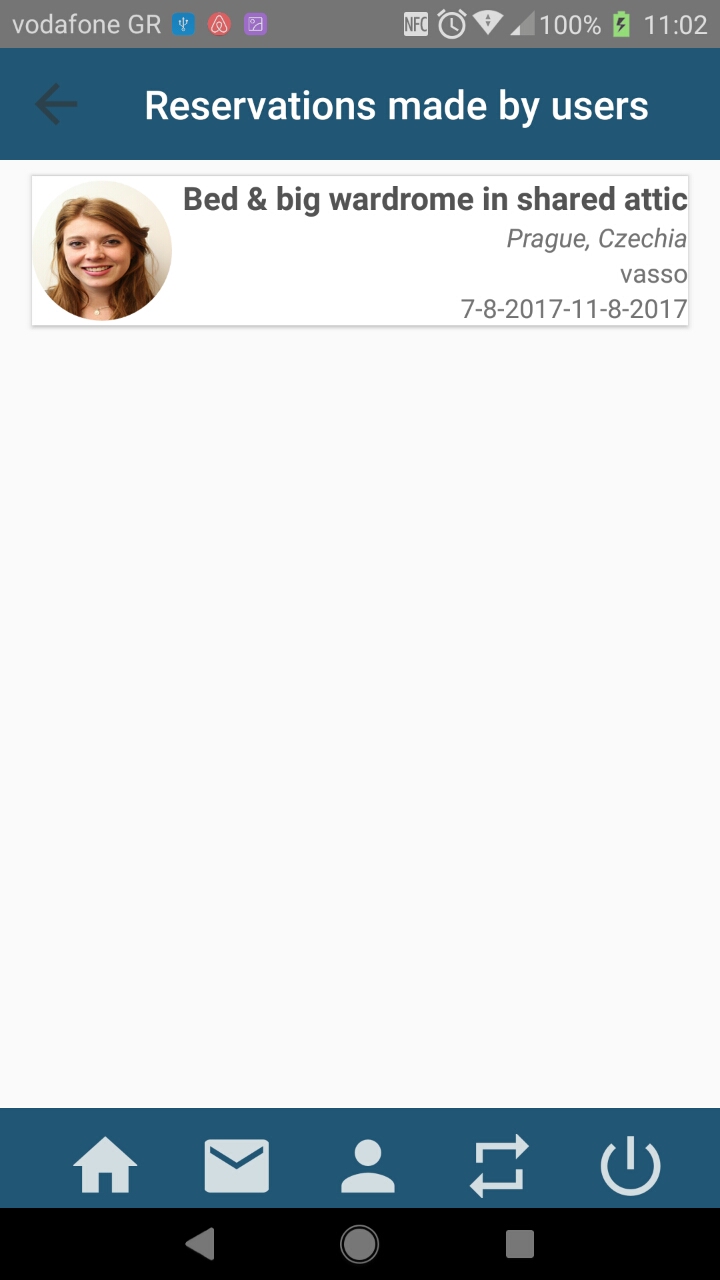 vodafone GR NFC 100% 11:02
Reservations made by users
Bed & big wardrome in shared attic
Prague, Czechia
vasso
7-8-2017-11-8-2017